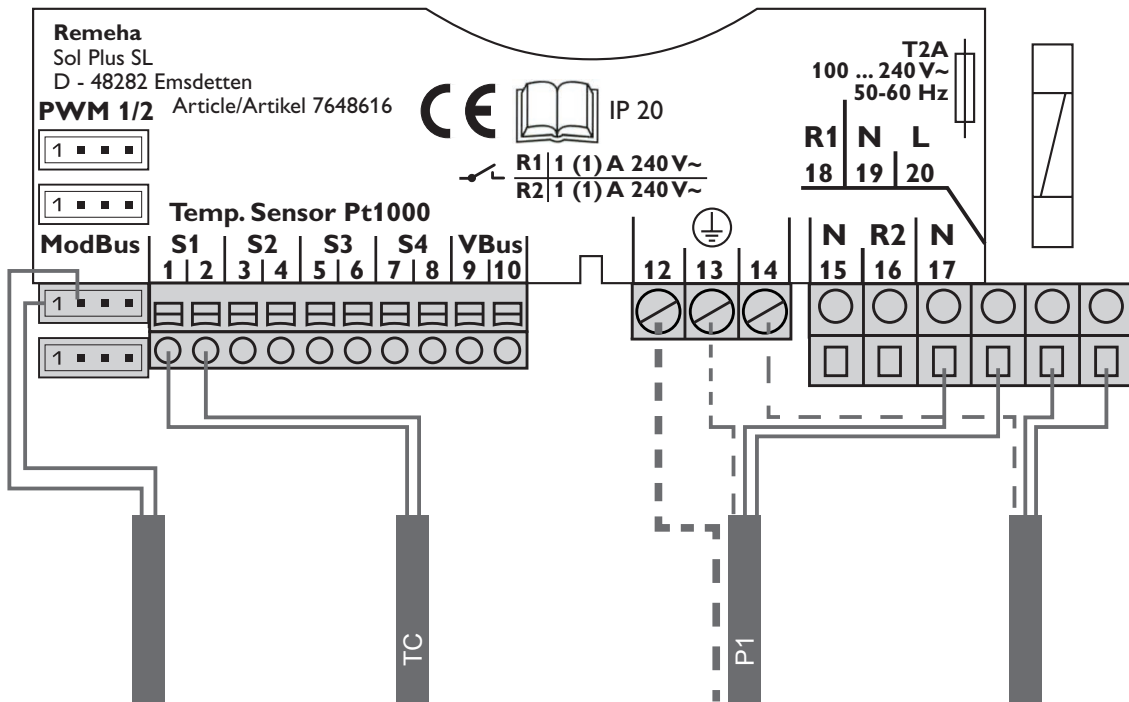 Remeha
Sol Plus SL
D - 48282 Emsdetten
Article/Artikel 7648616
PWM 1/2
1
1
CE
IP 20
R1 1 (1) A 240 V~
R2 1 (1) A 240 V~
T2A
100 ... 240 V~
50-60 Hz
R1 N L
18 19 20
Temp. Sensor Pt1000
ModBus S1 S2 S3 S4 VBus
1 2 3 4 5 6 7 8 9 10
12 13 14
N R2 N
15 16 17
1
1
TC
P1